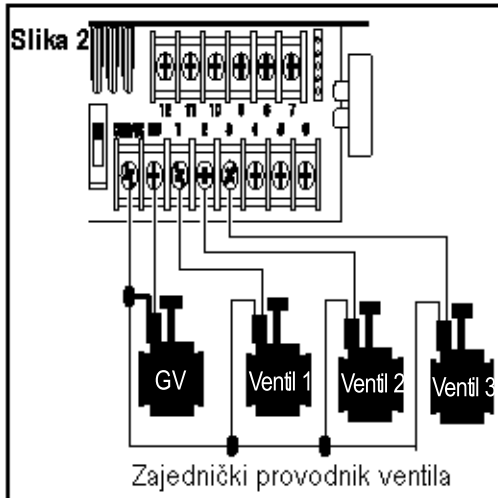 Slika 2
12 11 10 9 8 7
1 2 3 4 5 6
GV
Ventil 1
Ventil 2
Ventil 3
Zajednički provodnik ventila